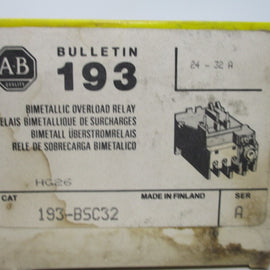 A-B
QUALITY
BULLETIN
193
24 - 32 A
BIMETALLIC OVERLOAD RELAY
RELAIS BIMETALLIQUE DE SURCHARGES
BIMETALL ÜBERSTROMRELAIS
RELE DE SOBRECARGA BIMETALICO
HG26
CAT
MADE IN FINLAND
SER
193-BSC32
A